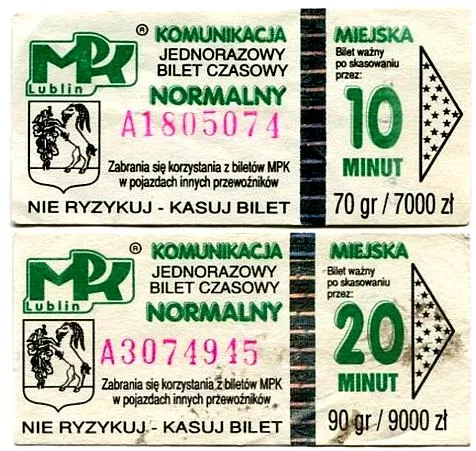 MPK
Lublin
® KOMUNIKACJA
JEDNORAZOWY
BILET CZASOWY
NORMALNY
A1805074
Zabrania się korzystania z biletów MPK
w pojazdach innych przewoźników
NIE RYZYKUJ - KASUJ BILET
MIEJSKA
Bilet ważny
po skasowaniu
przez:
10
MINUT
70 gr / 7000 zł
MPK
Lublin
® KOMUNIKACJA
JEDNORAZOWY
BILET CZASOWY
NORMALNY
A3074945
Zabrania się korzystania z biletów MPK
w pojazdach innych przewoźników
NIE RYZYKUJ - KASUJ BILET
MIEJSKA
Bilet ważny
po skasowaniu
przez:
20
MINUT
90 gr / 9000 zł